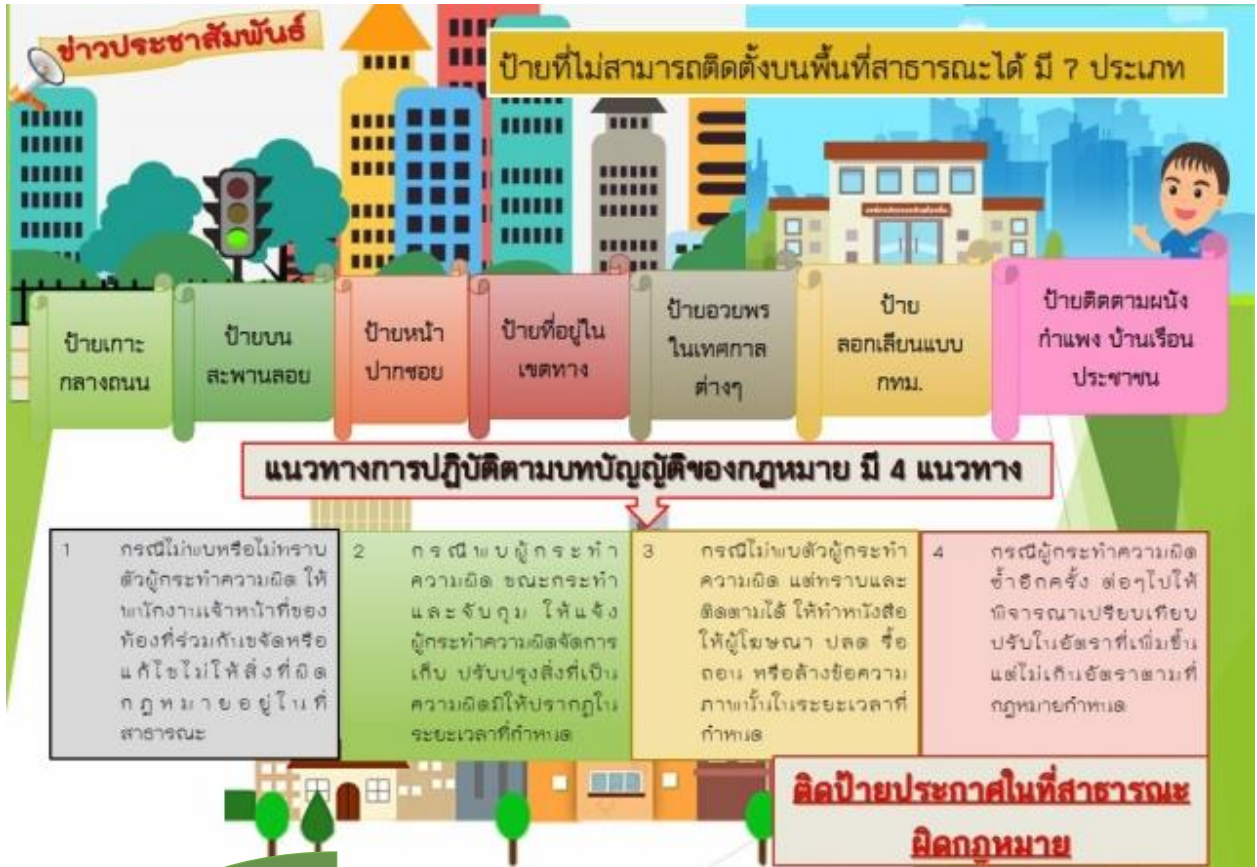 ข่าวประชาสัมพันธ์
ป้ายที่ไม่สามารถติดตั้งบนพื้นที่สาธารณะได้ มี 7 ประเภท
ป้ายเกาะ
กลางถนน
ป้ายบน
สะพานลอย
ป้ายหน้า
ปากซอย
ป้ายที่อยู่ใน
เขตทาง
ป้ายอวยพร
ในเทศกาล
ต่างๆ
ป้าย
ลอกเลียนแบบ
กทม.
ป้ายติดตามผนัง
กำแพง บ้านเรือน
ประชาชน
แนวทางการปฏิบัติตามบทบัญญัติของกฎหมาย มี 4 แนวทาง
1 กรณีไม่พบหรือไม่ทราบ
ตัวผู้กระทำความผิด ให้
พนักงานเจ้าหน้าที่ของ
ท้องที่ร่วมกันขจัดหรือ
แก้ไขไม่ให้สิ่งที่ผิด
กฎหมายอยู่ในที่
สาธารณะ
2 กรณีพบผู้กระทำ
ความผิด ขณะกระทำ
และจับกุม ให้แจ้ง
ผู้กระทำความผิดจัดการ
เก็บ ปรับปรุงสิ่งที่เป็น
ความผิดมิให้ปรากฏใน
ระยะเวลาที่กำหนด
3 กรณีไม่พบตัวผู้กระทำ
ความผิด แต่ทราบและ
ติดตามได้ ให้ทำหนังสือ
ให้ผู้โฆษณา ปลด รื้อ
ถอน หรือล้างข้อความ
ภาพนั้นในระยะเวลาที่
กำหนด
4 กรณีผู้กระทำความผิด
ซ้ำอีกครั้ง ต่อๆไปให้
พิจารณาเปรียบเทียบ
ปรับในอัตราที่เพิ่มขึ้น
แต่ไม่เกินอัตราตามที่
กฎหมายกำหนด
ติดป้ายประกาศในที่สาธารณะ
ผิดกฎหมาย